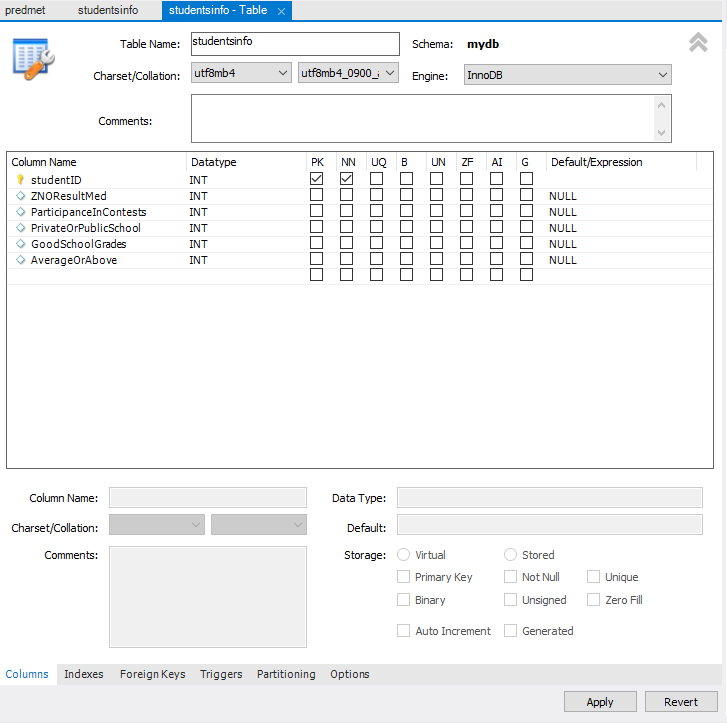 predmet studentsinfo studentsinfo - Table
Table Name: studentsinfo Schema: mydb
Charset/Collation: utf8mb4 utf8mb4_0900_ Engine: InnoDB
Comments:
Column Name Datatype PK NN UQ B UN ZF AI G Default/Expression
studentID INT
ZNOResultMed INT NULL
ParticipanceInContests INT NULL
PrivateOrPublicSchool INT NULL
GoodSchoolGrades INT NULL
AverageOrAbove INT NULL
Column Name: Data Type:
Charset/Collation: Default:
Comments: Storage: Virtual Stored
Primary Key Not Null Unique
Binary Unsigned Zero Fill
Auto Increment Generated
Columns Indexes Foreign Keys Triggers Partitioning Options
Apply Revert